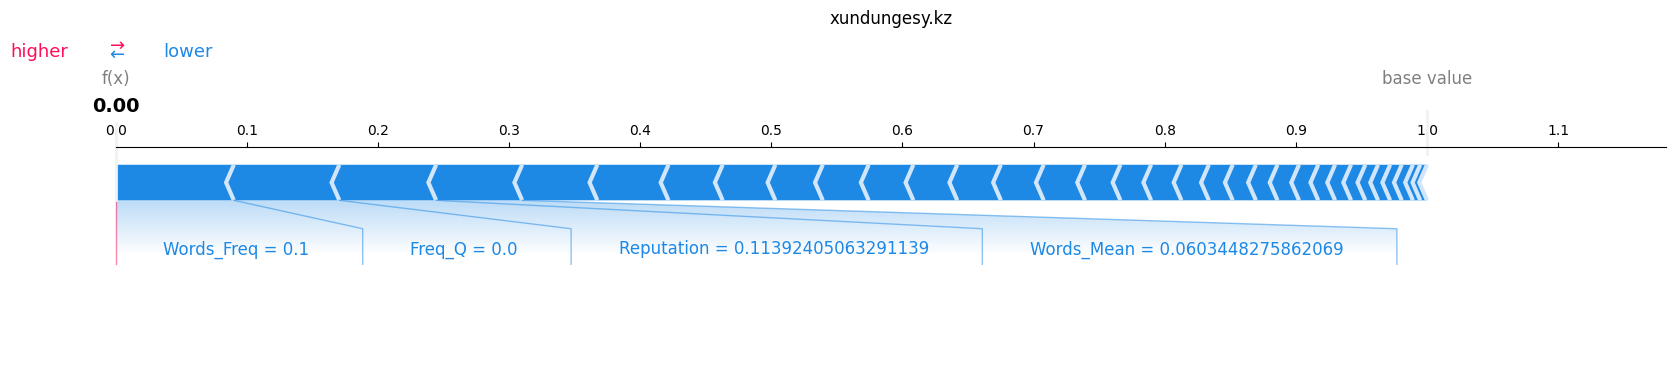 xundungesy.kz
higher → ← lower
f(x) base value
0.00
0.0 0.1 0.2 0.3 0.4 0.5 0.6 0.7 0.8 0.9 1.0 1.1
Words_Freq = 0.1 Freq_Q = 0.0 Reputation = 0.11392405063291139 Words_Mean = 0.0603448275862069